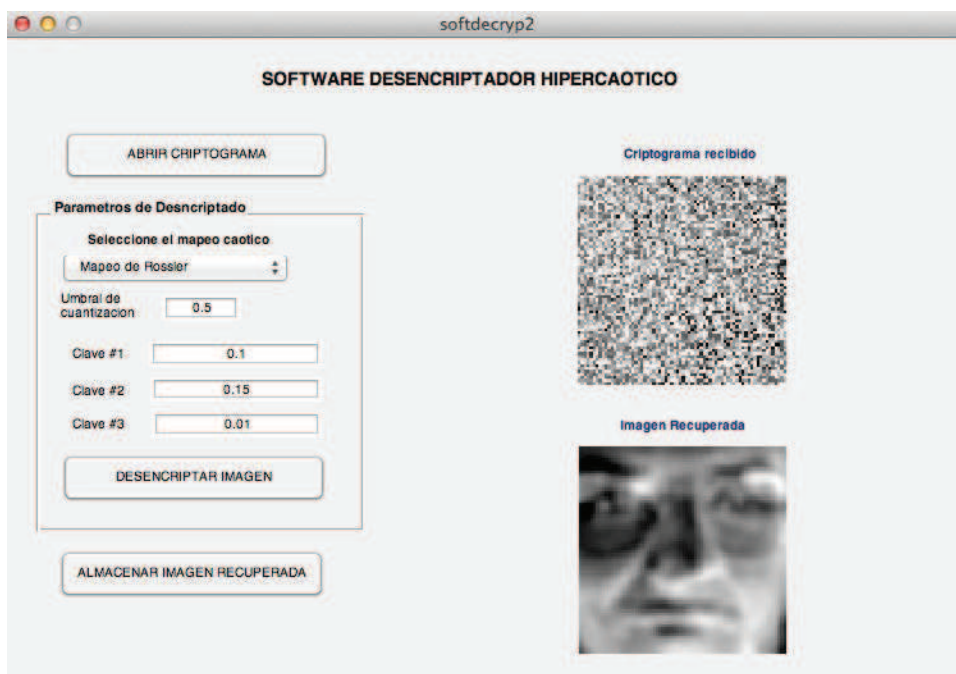 softdecryp2
SOFTWARE DESENCRIPTADOR HIPERCAOTICO
ABRIR CRIPTOGRAMA
Parametros de Desncriptado
Seleccione el mapeo caotico
Mapeo de Rossler
Umbral de
cuantizacion
0.5
Clave #1
0.1
Clave #2
0.15
Clave #3
0.01
DESENCRIPTAR IMAGEN
ALMACENAR IMAGEN RECUPERADA
Criptograma recibido
Imagen Recuperada